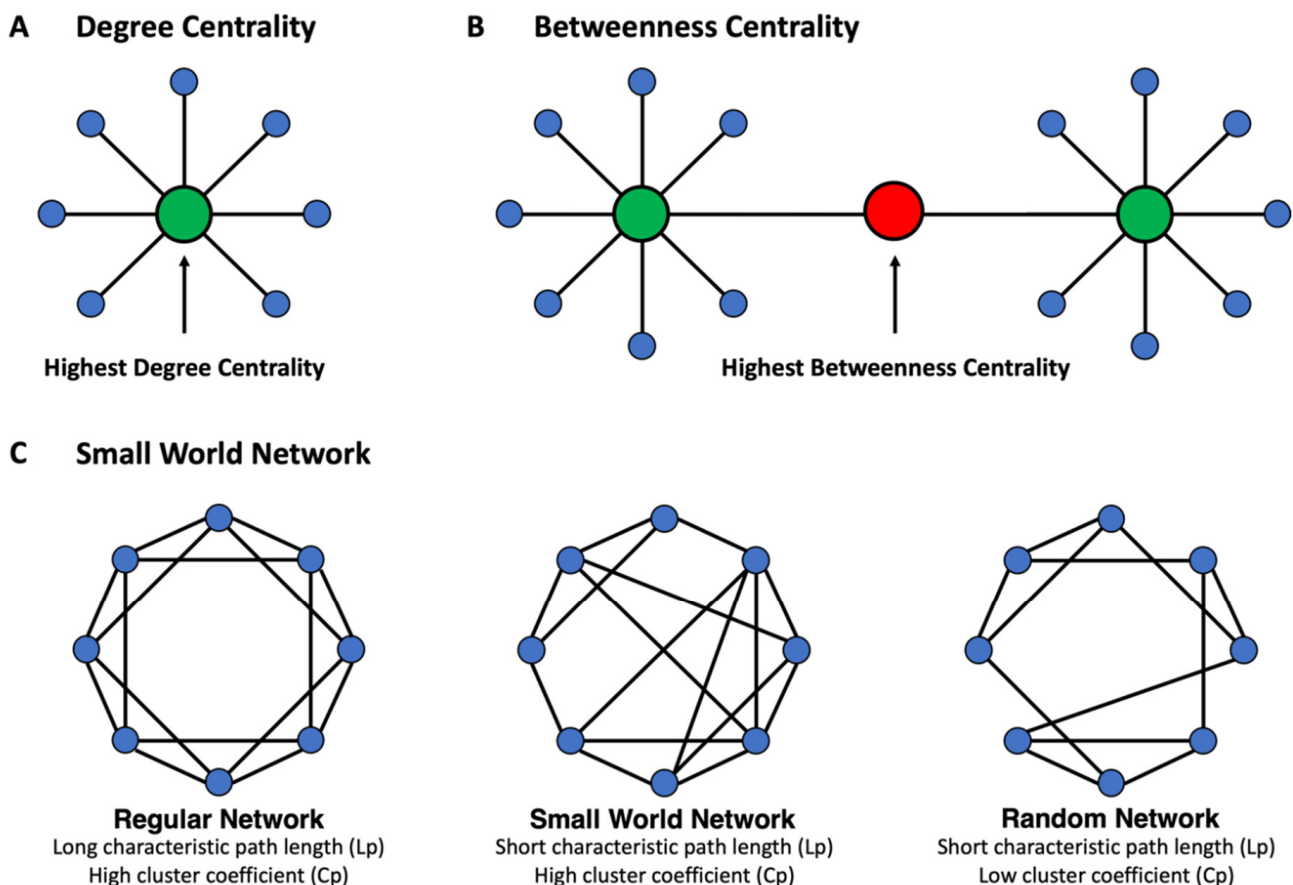 A Degree Centrality
B Betweenness Centrality
Highest Degree Centrality
Highest Betweenness Centrality
C Small World Network
Regular Network
Long characteristic path length (Lp)
High cluster coefficient (Cp)
Small World Network
Short characteristic path length (Lp)
High cluster coefficient (Cp)
Random Network
Short characteristic path length (Lp)
Low cluster coefficient (Cp)